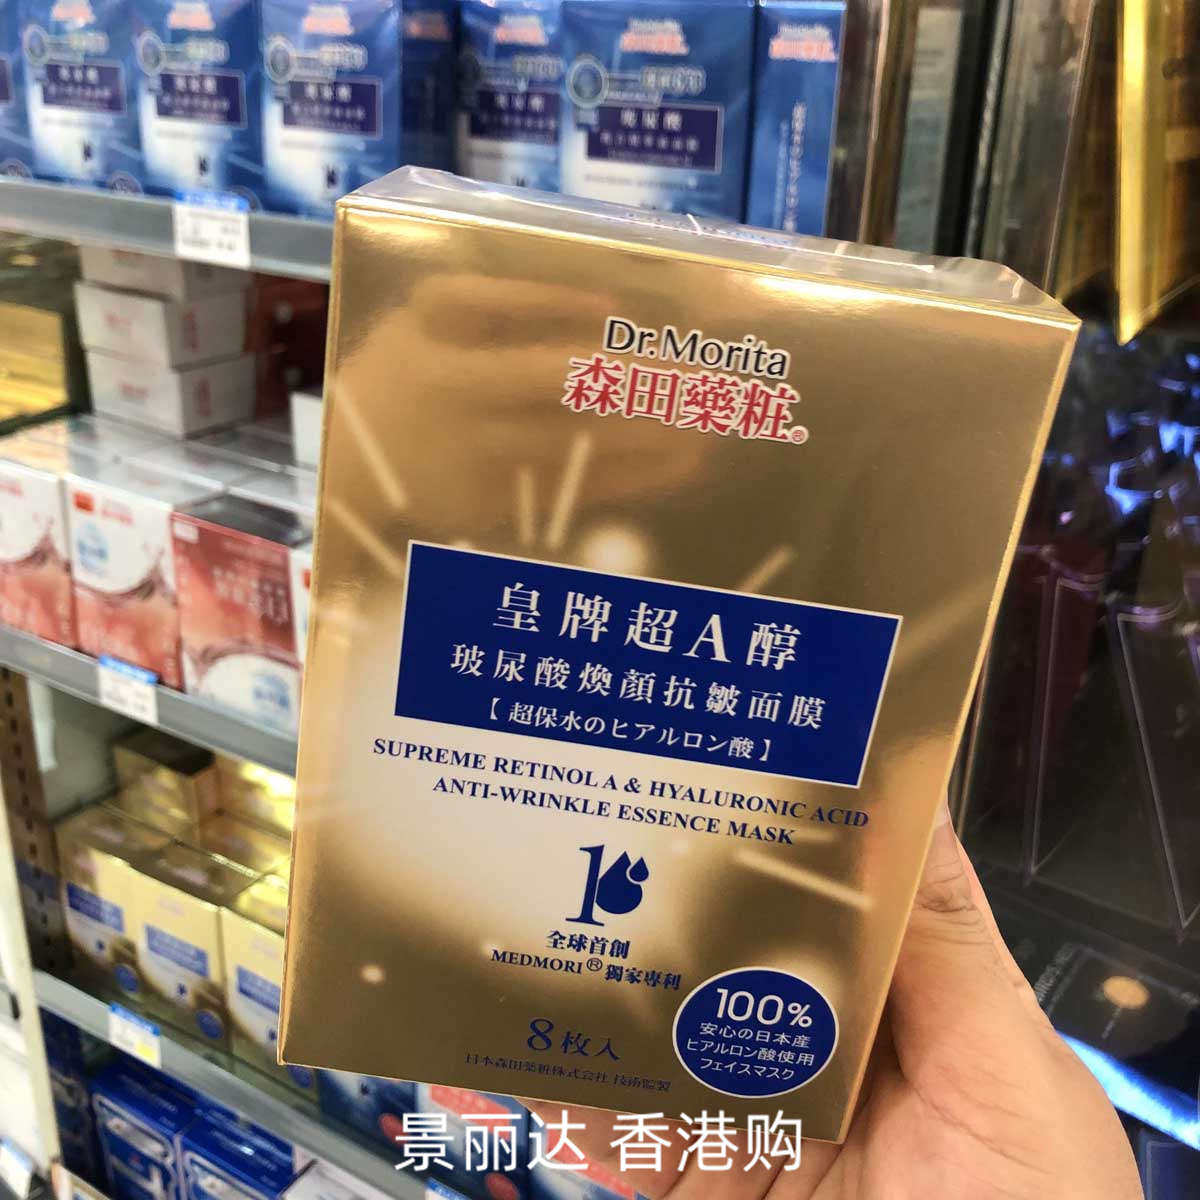 Dr.Morita
森田藥粧®
皇牌超A醇
玻尿酸煥顏抗皺面膜
【超保水のヒアルロン酸】
SUPREME RETINOL A & HYALURONIC ACID
ANTI-WRINKLE ESSENCE MASK
1
全球首創
MEDMORI® 獨家專利
100%
安心の日本産
ヒアルロン酸使用
フェイスマスク
8枚入
日本森田薬粧株式会社 技術監製
景丽达 香港购